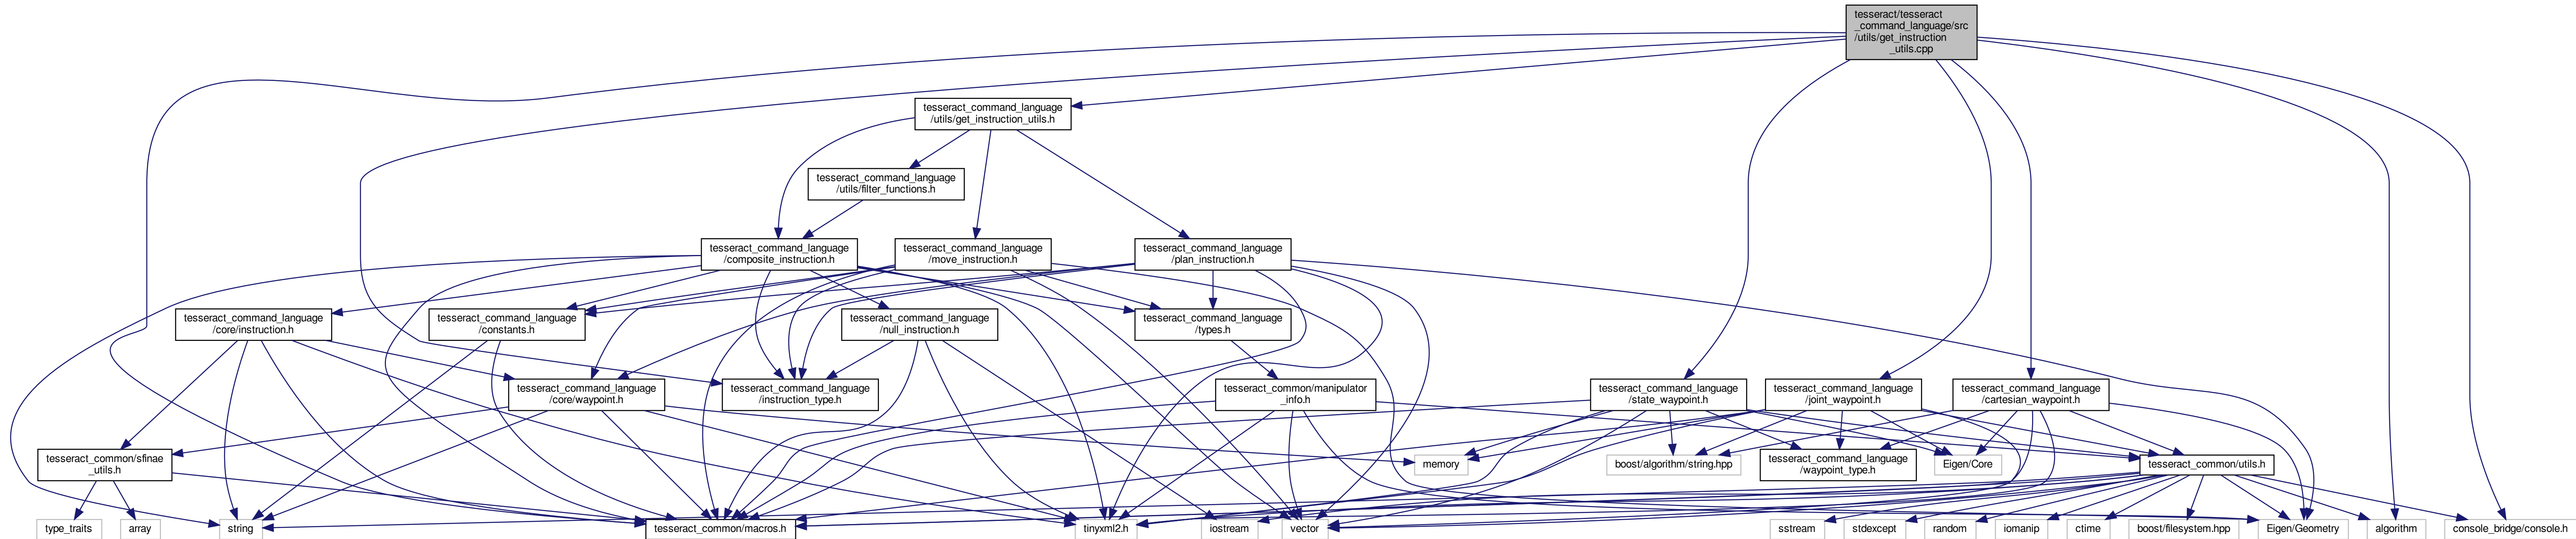 tesseract/tesseract
_command_language/src
/utils/get_instruction
_utils.cpp
tesseract_command_language
/utils/get_instruction_utils.h
tesseract_command_language
/utils/filter_functions.h
tesseract_command_language
/composite_instruction.h
tesseract_command_language
/move_instruction.h
tesseract_command_language
/plan_instruction.h
tesseract_command_language
/core/instruction.h
tesseract_command_language
/constants.h
tesseract_command_language
/null_instruction.h
tesseract_command_language
/types.h
tesseract_command_language
/core/waypoint.h
tesseract_command_language
/instruction_type.h
tesseract_common/manipulator
_info.h
tesseract_command_language
/state_waypoint.h
tesseract_command_language
/joint_waypoint.h
tesseract_command_language
/cartesian_waypoint.h
tesseract_common/sfinae
_utils.h
memory
boost/algorithm/string.hpp
tesseract_command_language
/waypoint_type.h
Eigen/Core
tesseract_common/utils.h
type_traits
array
string
tesseract_common/macros.h
tinyxml2.h
iostream
vector
sstream
stdexcept
random
iomanip
ctime
boost/filesystem.hpp
Eigen/Geometry
algorithm
console_bridge/console.h